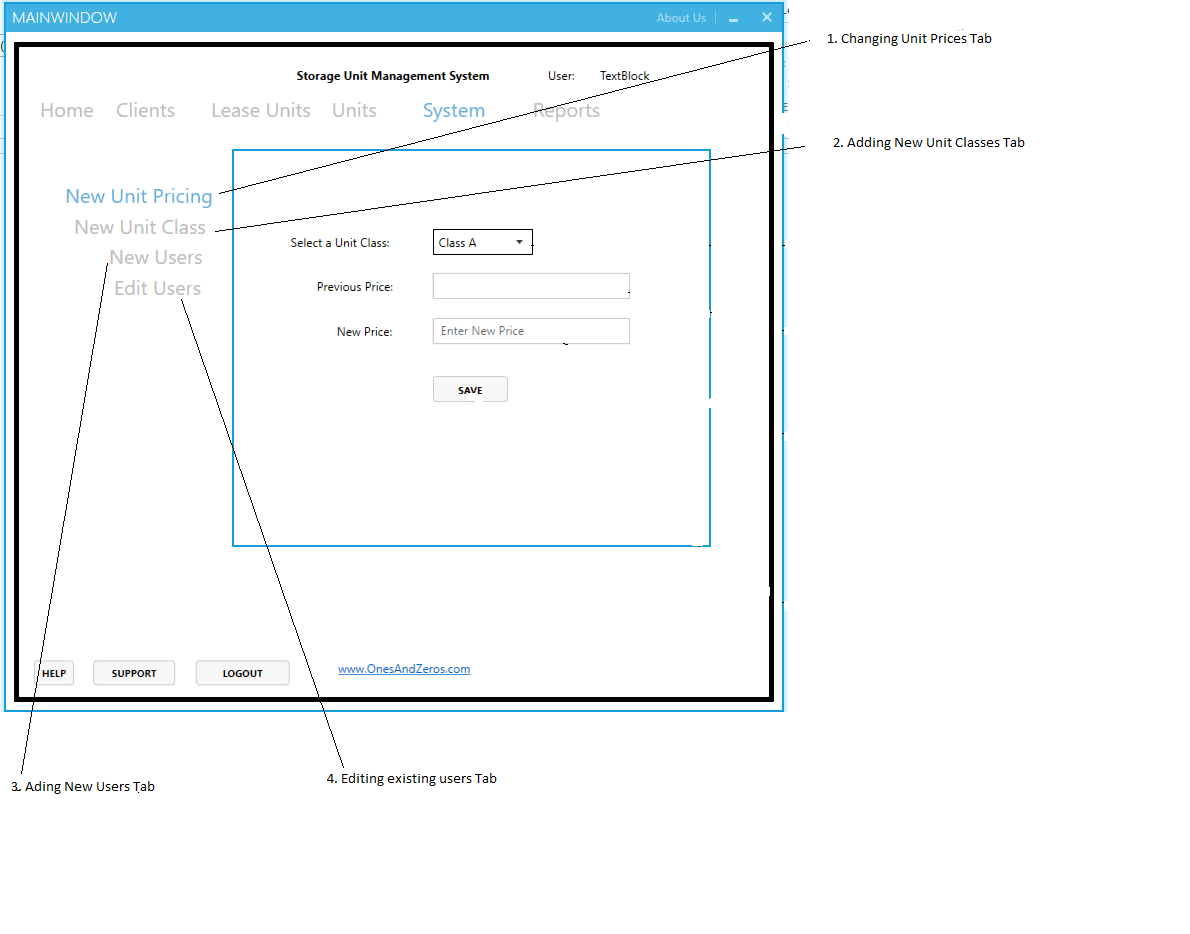 MAINWINDOW About Us
1. Changing Unit Prices Tab
Storage Unit Management System User: TextBlock
Home Clients Lease Units Units System Reports
2. Adding New Unit Classes Tab
New Unit Pricing
New Unit Class
New Users
Edit Users
Select a Unit Class: Class A
Previous Price:
New Price: Enter New Price
SAVE
HELP SUPPORT LOGOUT www.OnesAndZeros.com
3. Ading New Users Tab
4. Editing existing users Tab